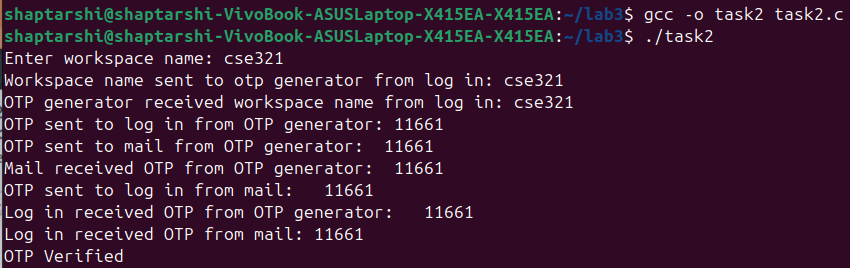 shaptarshi@shaptarshi-VivoBook-ASUSLaptop-X415EA-X415EA:~/lab3$ gcc -o task2 task2.c
shaptarshi@shaptarshi-VivoBook-ASUSLaptop-X415EA-X415EA:~/lab3$ ./task2
Enter workspace name: cse321
Workspace name sent to otp generator from log in: cse321
OTP generator received workspace name from log in: cse321
OTP sent to log in from OTP generator: 11661
OTP sent to mail from OTP generator:  11661
Mail received OTP from OTP generator:  11661
OTP sent to log in from mail:   11661
Log in received OTP from OTP generator:   11661
Log in received OTP from mail: 11661
OTP Verified